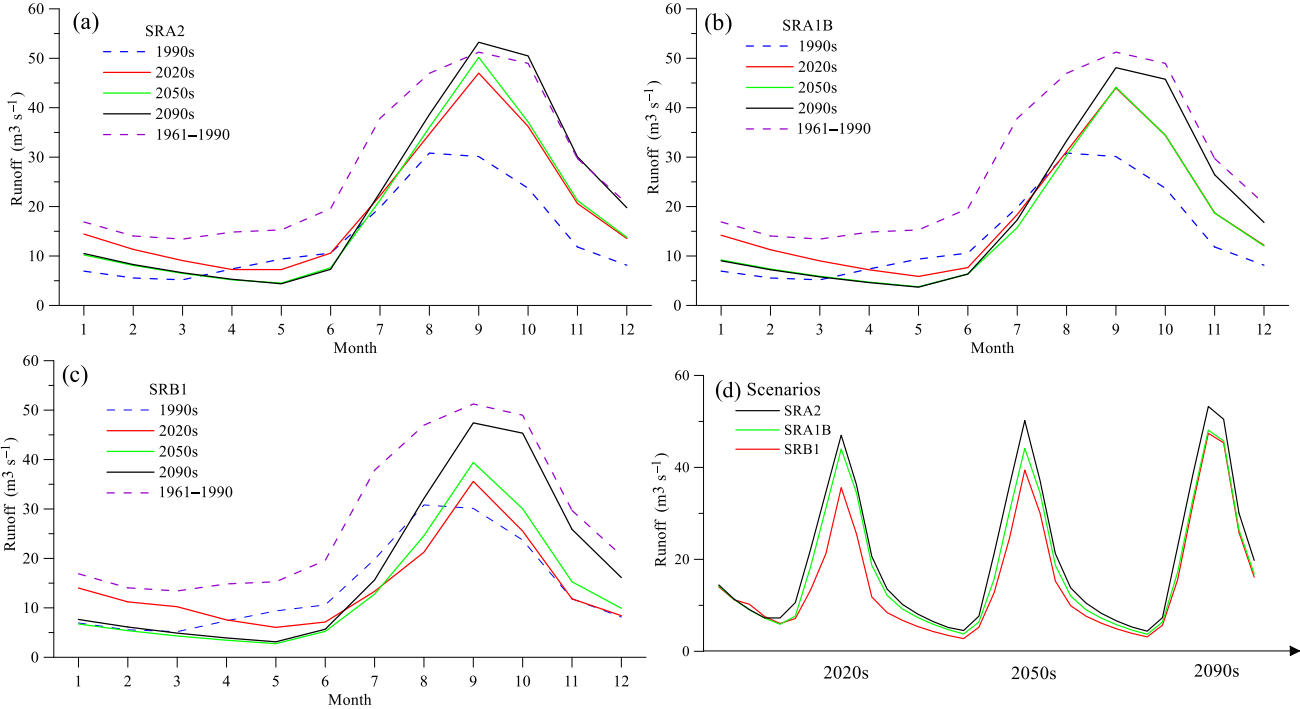 (a)
SRA2
1990s
2020s
2050s
2090s
1961–1990
Runoff (m3 s⁻¹)
60
50
40
30
20
10
0
1 2 3 4 5 6 7 8 9 10 11 12
Month
(b)
SRA1B
1990s
2020s
2050s
2090s
1961–1990
Runoff (m3 s⁻¹)
60
50
40
30
20
10
0
1 2 3 4 5 6 7 8 9 10 11 12
Month
(c)
SRB1
1990s
2020s
2050s
2090s
1961–1990
Runoff (m3 s⁻¹)
60
50
40
30
20
10
0
1 2 3 4 5 6 7 8 9 10 11 12
Month
(d) Scenarios
SRA2
SRA1B
SRB1
Runoff (m3 s⁻¹)
60
40
20
0
2020s 2050s 2090s